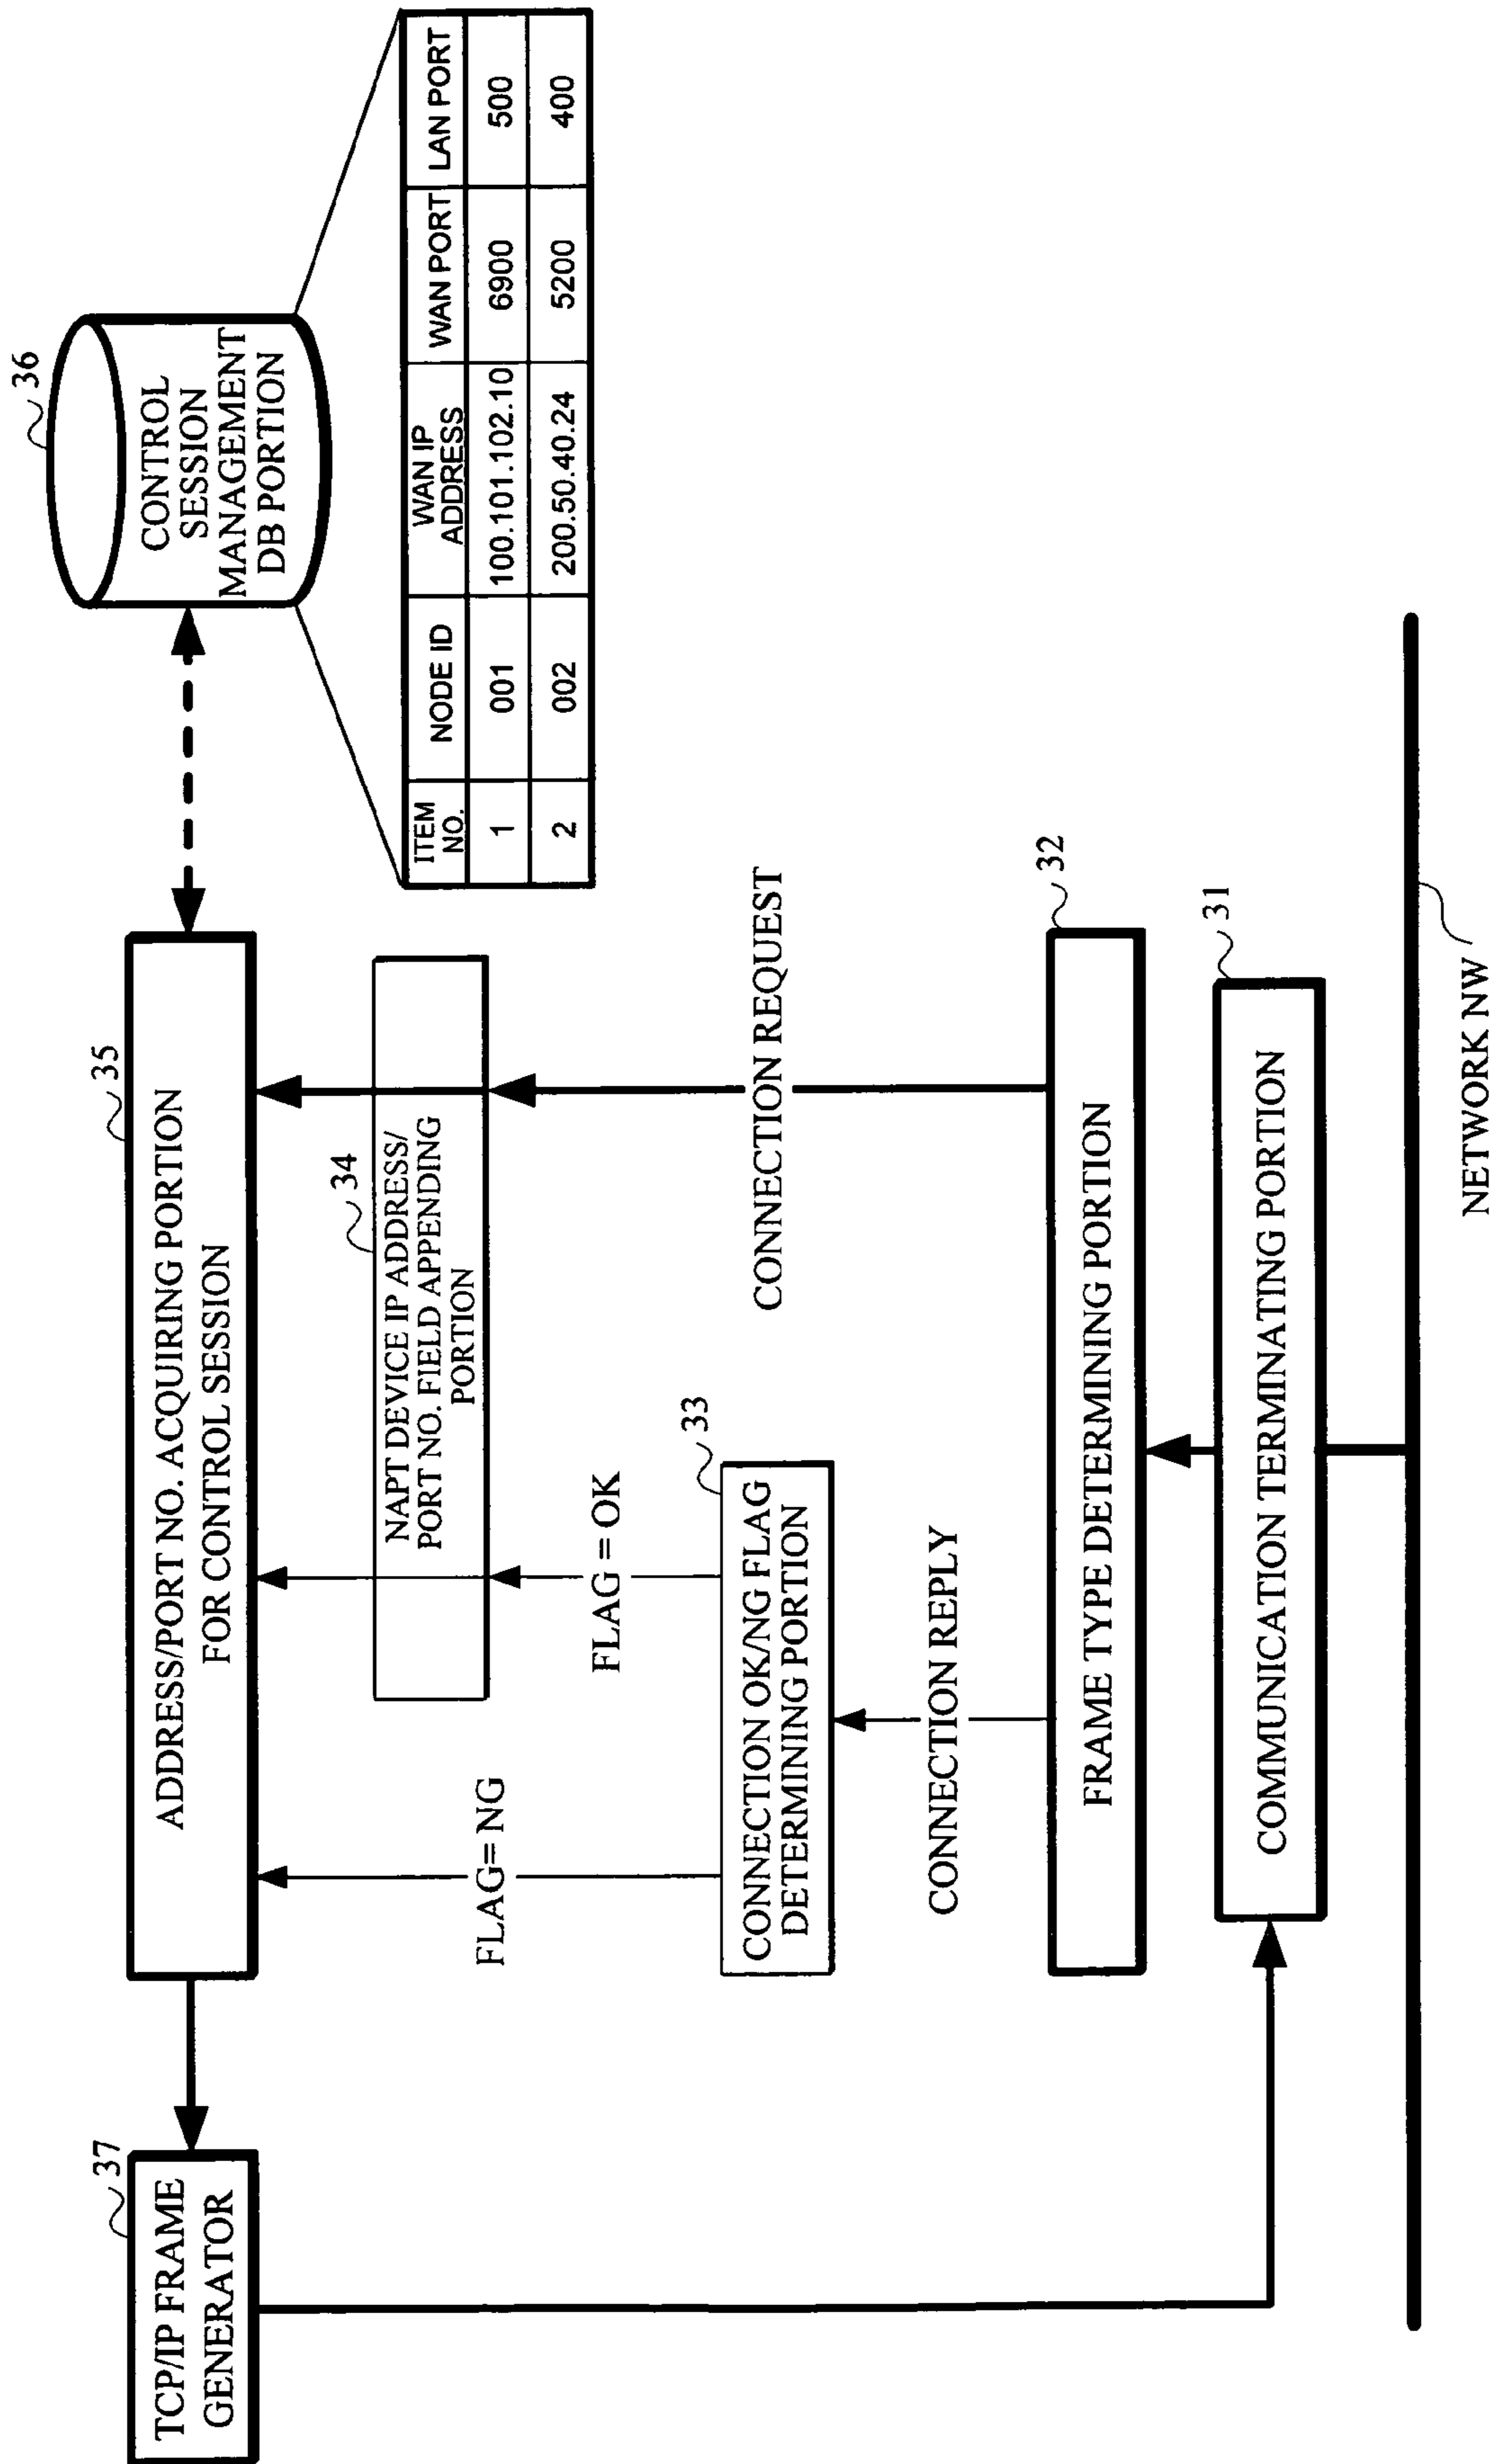 37
TCP/IP FRAME
GENERATOR
35
ADDRESS/PORT NO. ACQUIRING PORTION
FOR CONTROL SESSION
36
CONTROL
SESSION
MANAGEMENT
DB PORTION
ITEM NO. NODE ID WAN IP ADDRESS WAN PORT LAN PORT
1 001 100.101.102.10 6900 500
2 002 200.50.40.24 5200 400
34
NAPT DEVICE IP ADDRESS/
PORT NO. FIELD APPENDING
PORTION
FLAG= NG
FLAG = OK
33
CONNECTION OK/NG FLAG
DETERMINING PORTION
CONNECTION REPLY
CONNECTION REQUEST
32
FRAME TYPE DETERMINING PORTION
31
COMMUNICATION TERMINATING PORTION
NETWORK NW